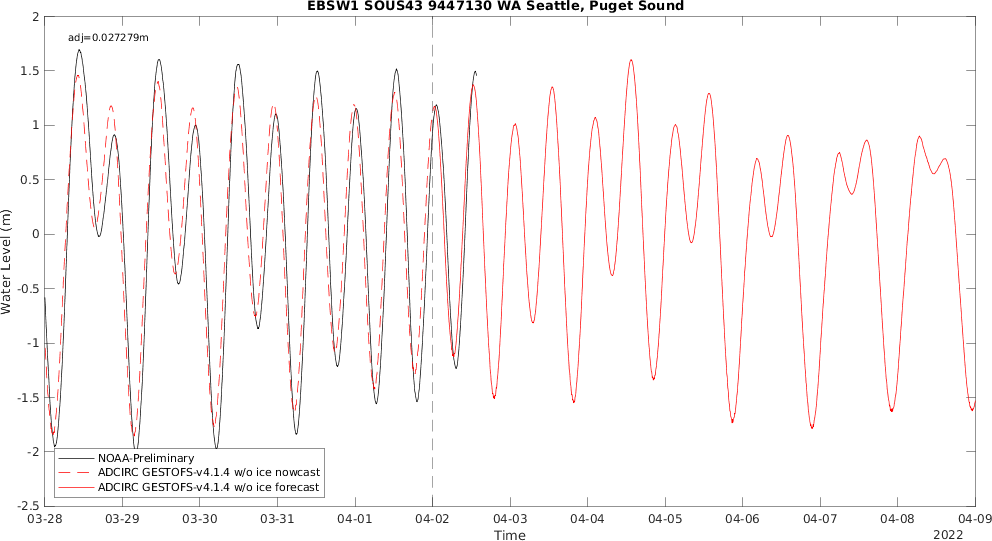 EBSW1 SOUS43 9447130 WA Seattle, Puget Sound
adj=0.027279m
2
1.5
1
0.5
0
-0.5
-1
-1.5
-2
-2.5
Water Level (m)
NOAA-Preliminary
ADCIRC GESTOFS-v4.1.4 w/o ice nowcast
ADCIRC GESTOFS-v4.1.4 w/o ice forecast
03-28 03-29 03-30 03-31 04-01 04-02 04-03 04-04 04-05 04-06 04-07 04-08 04-09
Time
2022